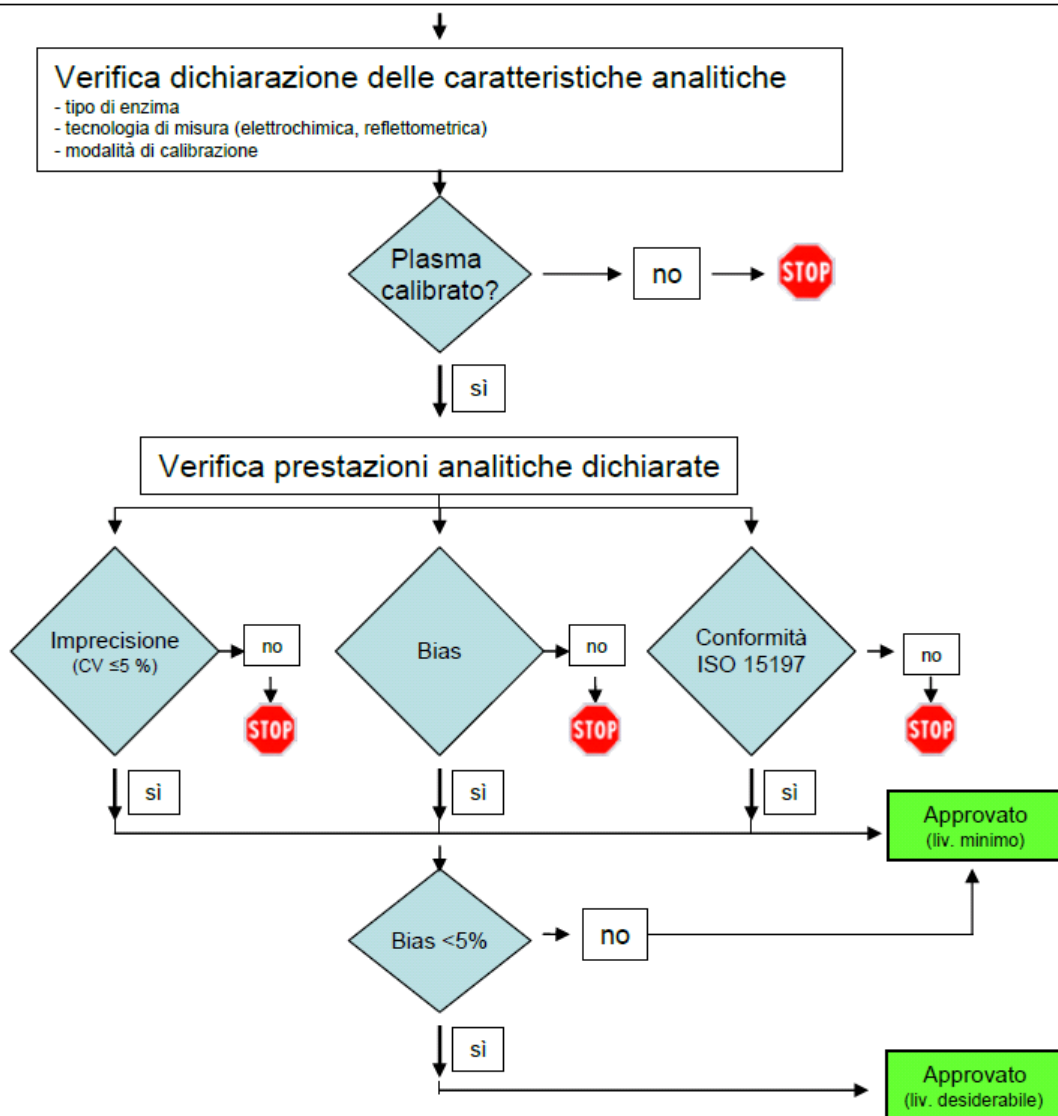 Verifica dichiarazione delle caratteristiche analitiche
- tipo di enzima
- tecnologia di misura (elettrochimica, reflettometrica)
- modalità di calibrazione
Plasma
calibrato?
no
STOP
sì
Verifica prestazioni analitiche dichiarate
Imprecisione
(CV ≤5 %)
no
STOP
Bias
no
STOP
Conformità
ISO 15197
no
STOP
sì
sì
sì
Approvato
(liv. minimo)
Bias <5%
no
sì
Approvato
(liv. desiderabile)